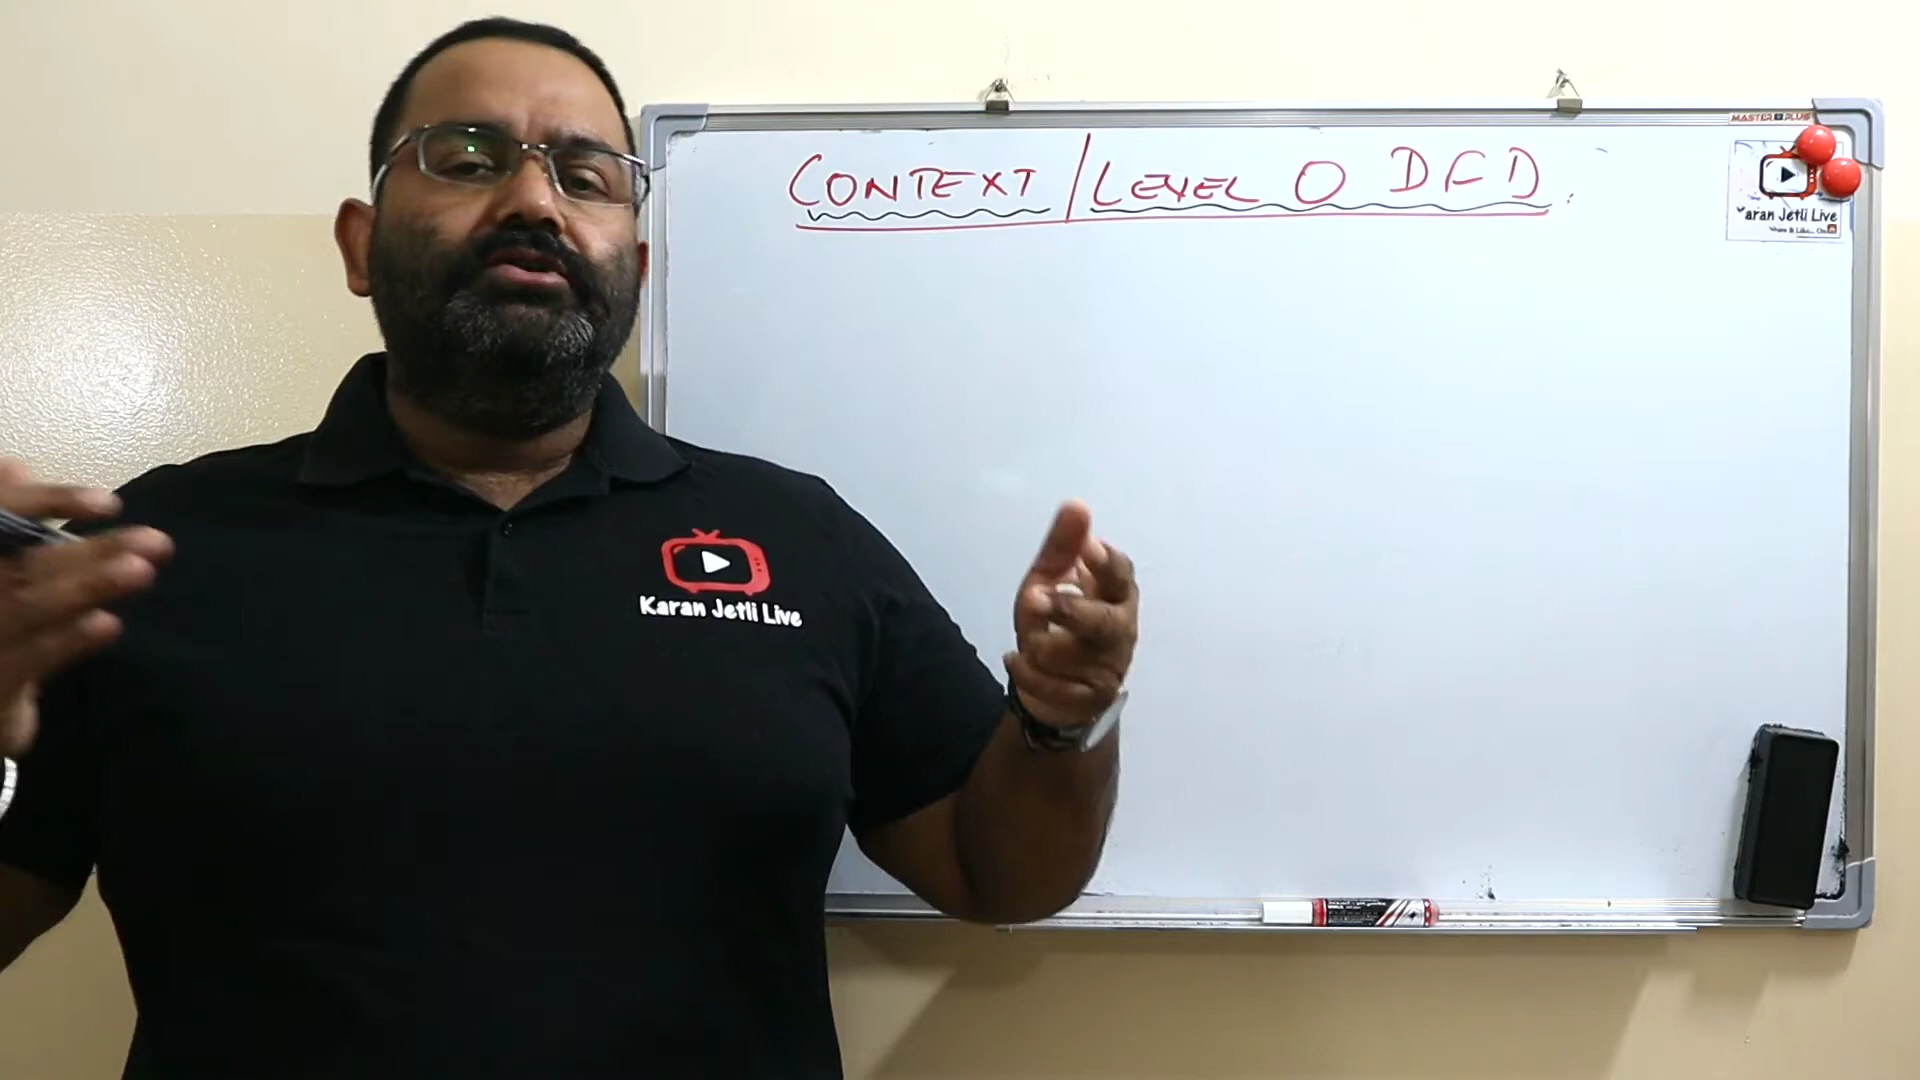 CONTEXT / LEVEL 0 DFD.
MASTER PLUS
Karan Jetli Live
Karan Jetli Live